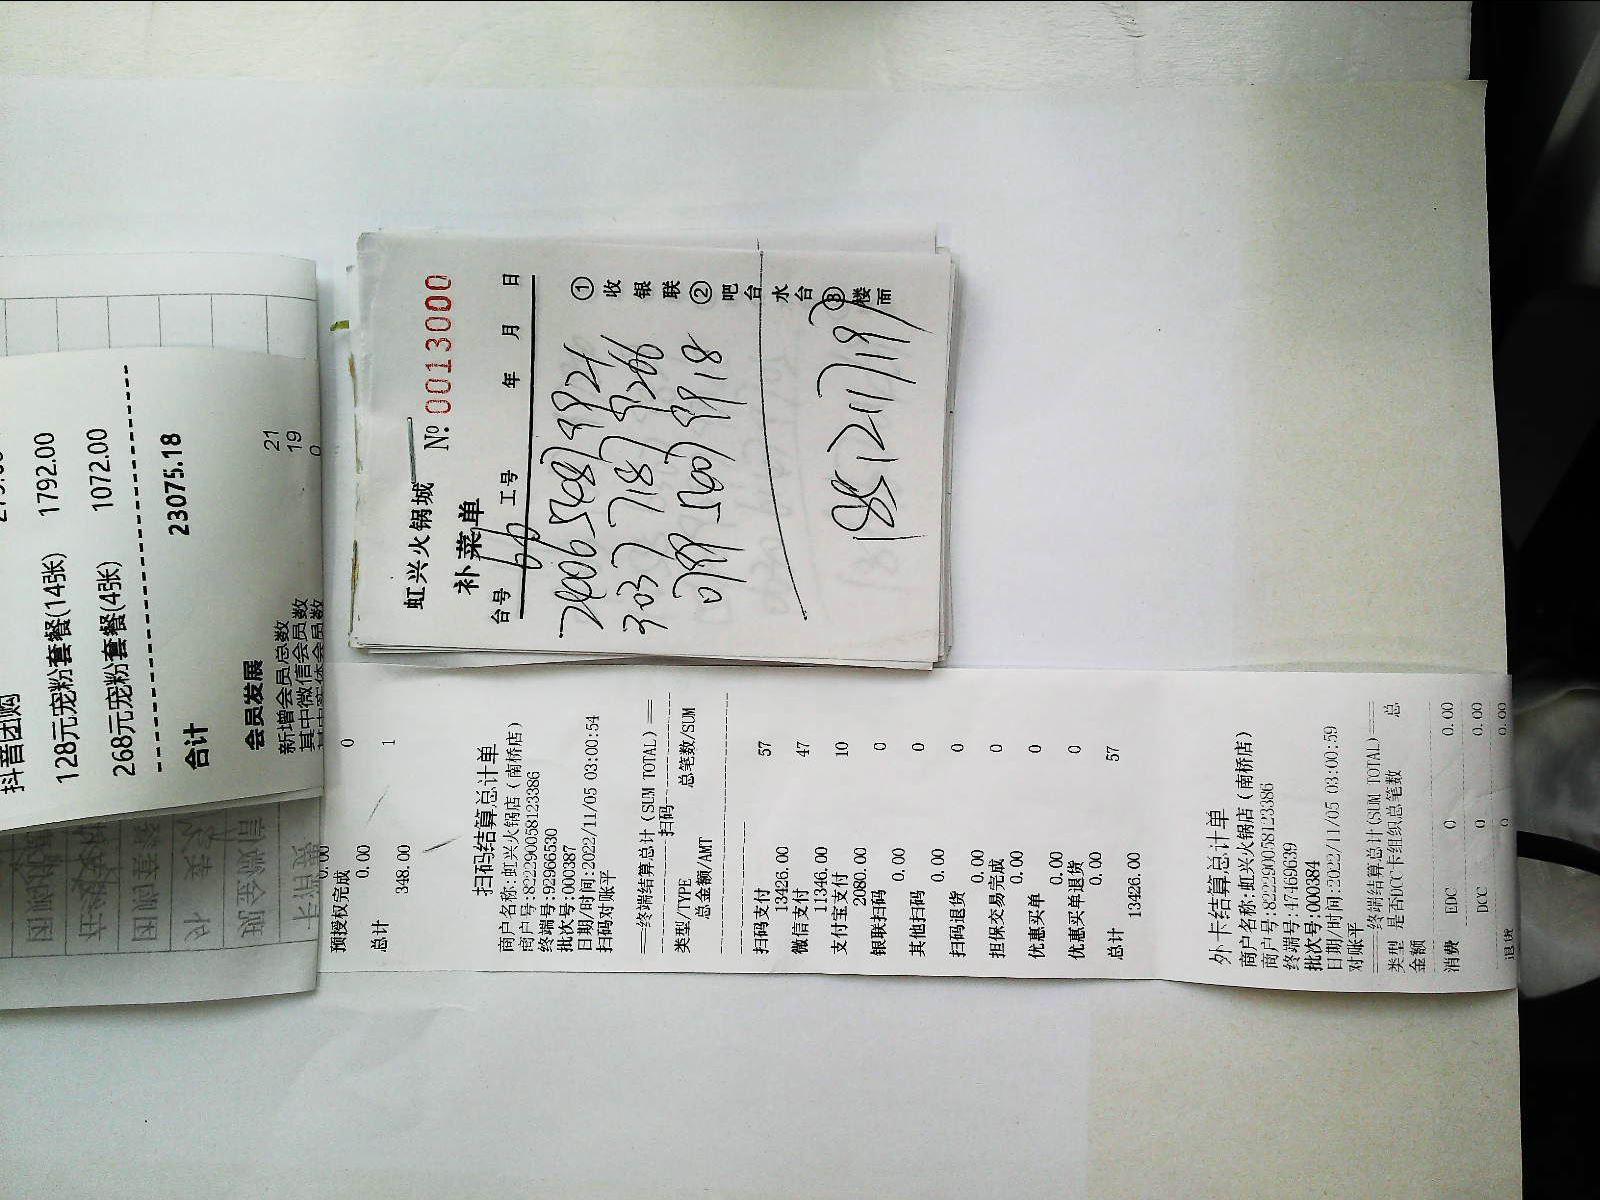 抖音团购
128元宠粉套餐(14张) 1792.00
268元宠粉套餐(4张) 1072.00
合计 23075.18
会员发展
新增会员总数 21
其中微信会员数 19
0
虹兴火锅城
补菜单 № 0013000
台号 工号 年 月 日
①收银联 ②吧台水台 ③楼面
18512111189
0.00
预授权完成 0
0.00
总计 1
348.00
扫码结算总计单
商户名称:虹兴火锅店(南桥店)
商户号:822290058123386
终端号:92966530
批次号:000387
日期/时间:2022/11/05 03:00:54
扫码对账平
==终端结算总计(SUM TOTAL)==
扫码
类型/TYPE 总笔数/SUM
总金额/AMT
扫码支付 57
13426.00
微信支付 47
11346.00
支付宝支付 10
2080.00
银联扫码 0
0.00
其他扫码 0
0.00
扫码退货 0
0.00
担保交易完成 0
0.00
优惠买单 0
0.00
优惠买单退货 0
0.00
总计 57
13426.00
外卡结算总计单
商户名称:虹兴火锅店(南桥店)
商户号:822290058123386
终端号:47469639
批次号:000384
日期/时间:2022/11/05 03:00:59
对账平
==终端结算总计(SUM TOTAL)==
类型 是否DCC 卡组织总笔数 总
金额
消费 EDC 0 0.00
DCC 0 0.00
退货 0 0.00